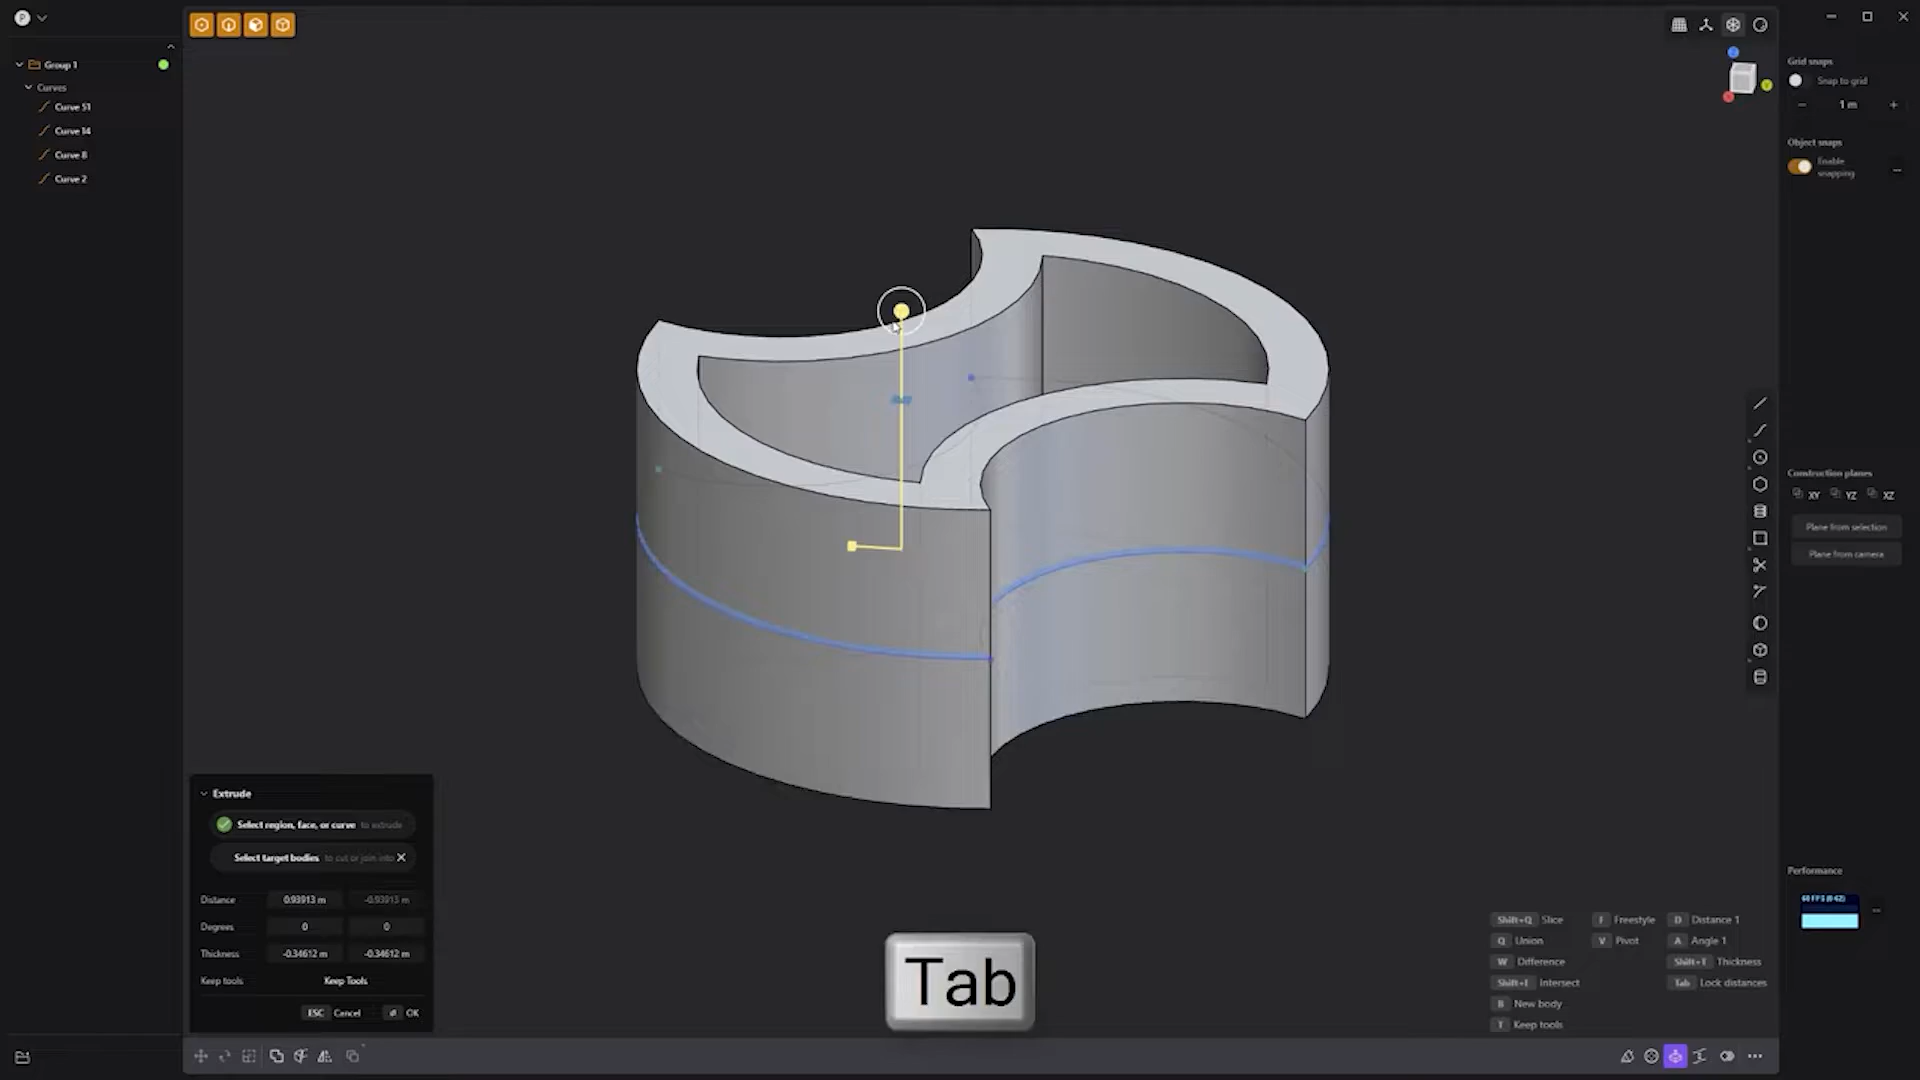 P
Group 1
Curves
Curve 51
Curve 14
Curve 8
Curve 2
Grid snaps
Snap to grid
1 m
Object snaps
Enable
snapping
Construction planes
XY YZ XZ
Plane from selection
Plane from camera
Performance
Extrude
Select region, face, or curve to extrude
Select target bodies to cut or join into
Distance 0.93913 m -0.93913 m
Degrees 0 0
Thickness -0.34612 m -0.34612 m
Keep tools Keep Tools
ESC Cancel OK
Tab
Shift+Q Slice F Freestyle D Distance 1
Q Union V Pivot A Angle 1
W Difference Shift+T Thickness
Shift+I Intersect Tab Lock distances
B New body
T Keep tools